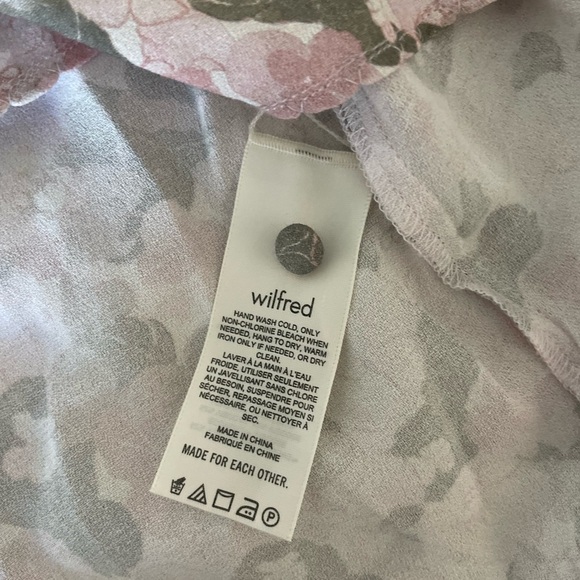 wilfred
HAND WASH COLD, ONLY
NON-CHLORINE BLEACH WHEN
NEEDED, HANG TO DRY, WARM
IRON ONLY IF NEEDED, OR DRY
CLEAN.
LAVER À LA MAIN À L'EAU
FROIDE, UTILISER SEULEMENT
UN JAVELLISANT SANS CHLORE
AU BESOIN, SUSPENDRE POUR
SÉCHER, REPASSAGE MOYEN SI
NÉCESSAIRE, OU NETTOYER À
SEC.
MADE IN CHINA
FABRIQUÉ EN CHINE
MADE FOR EACH OTHER.
P